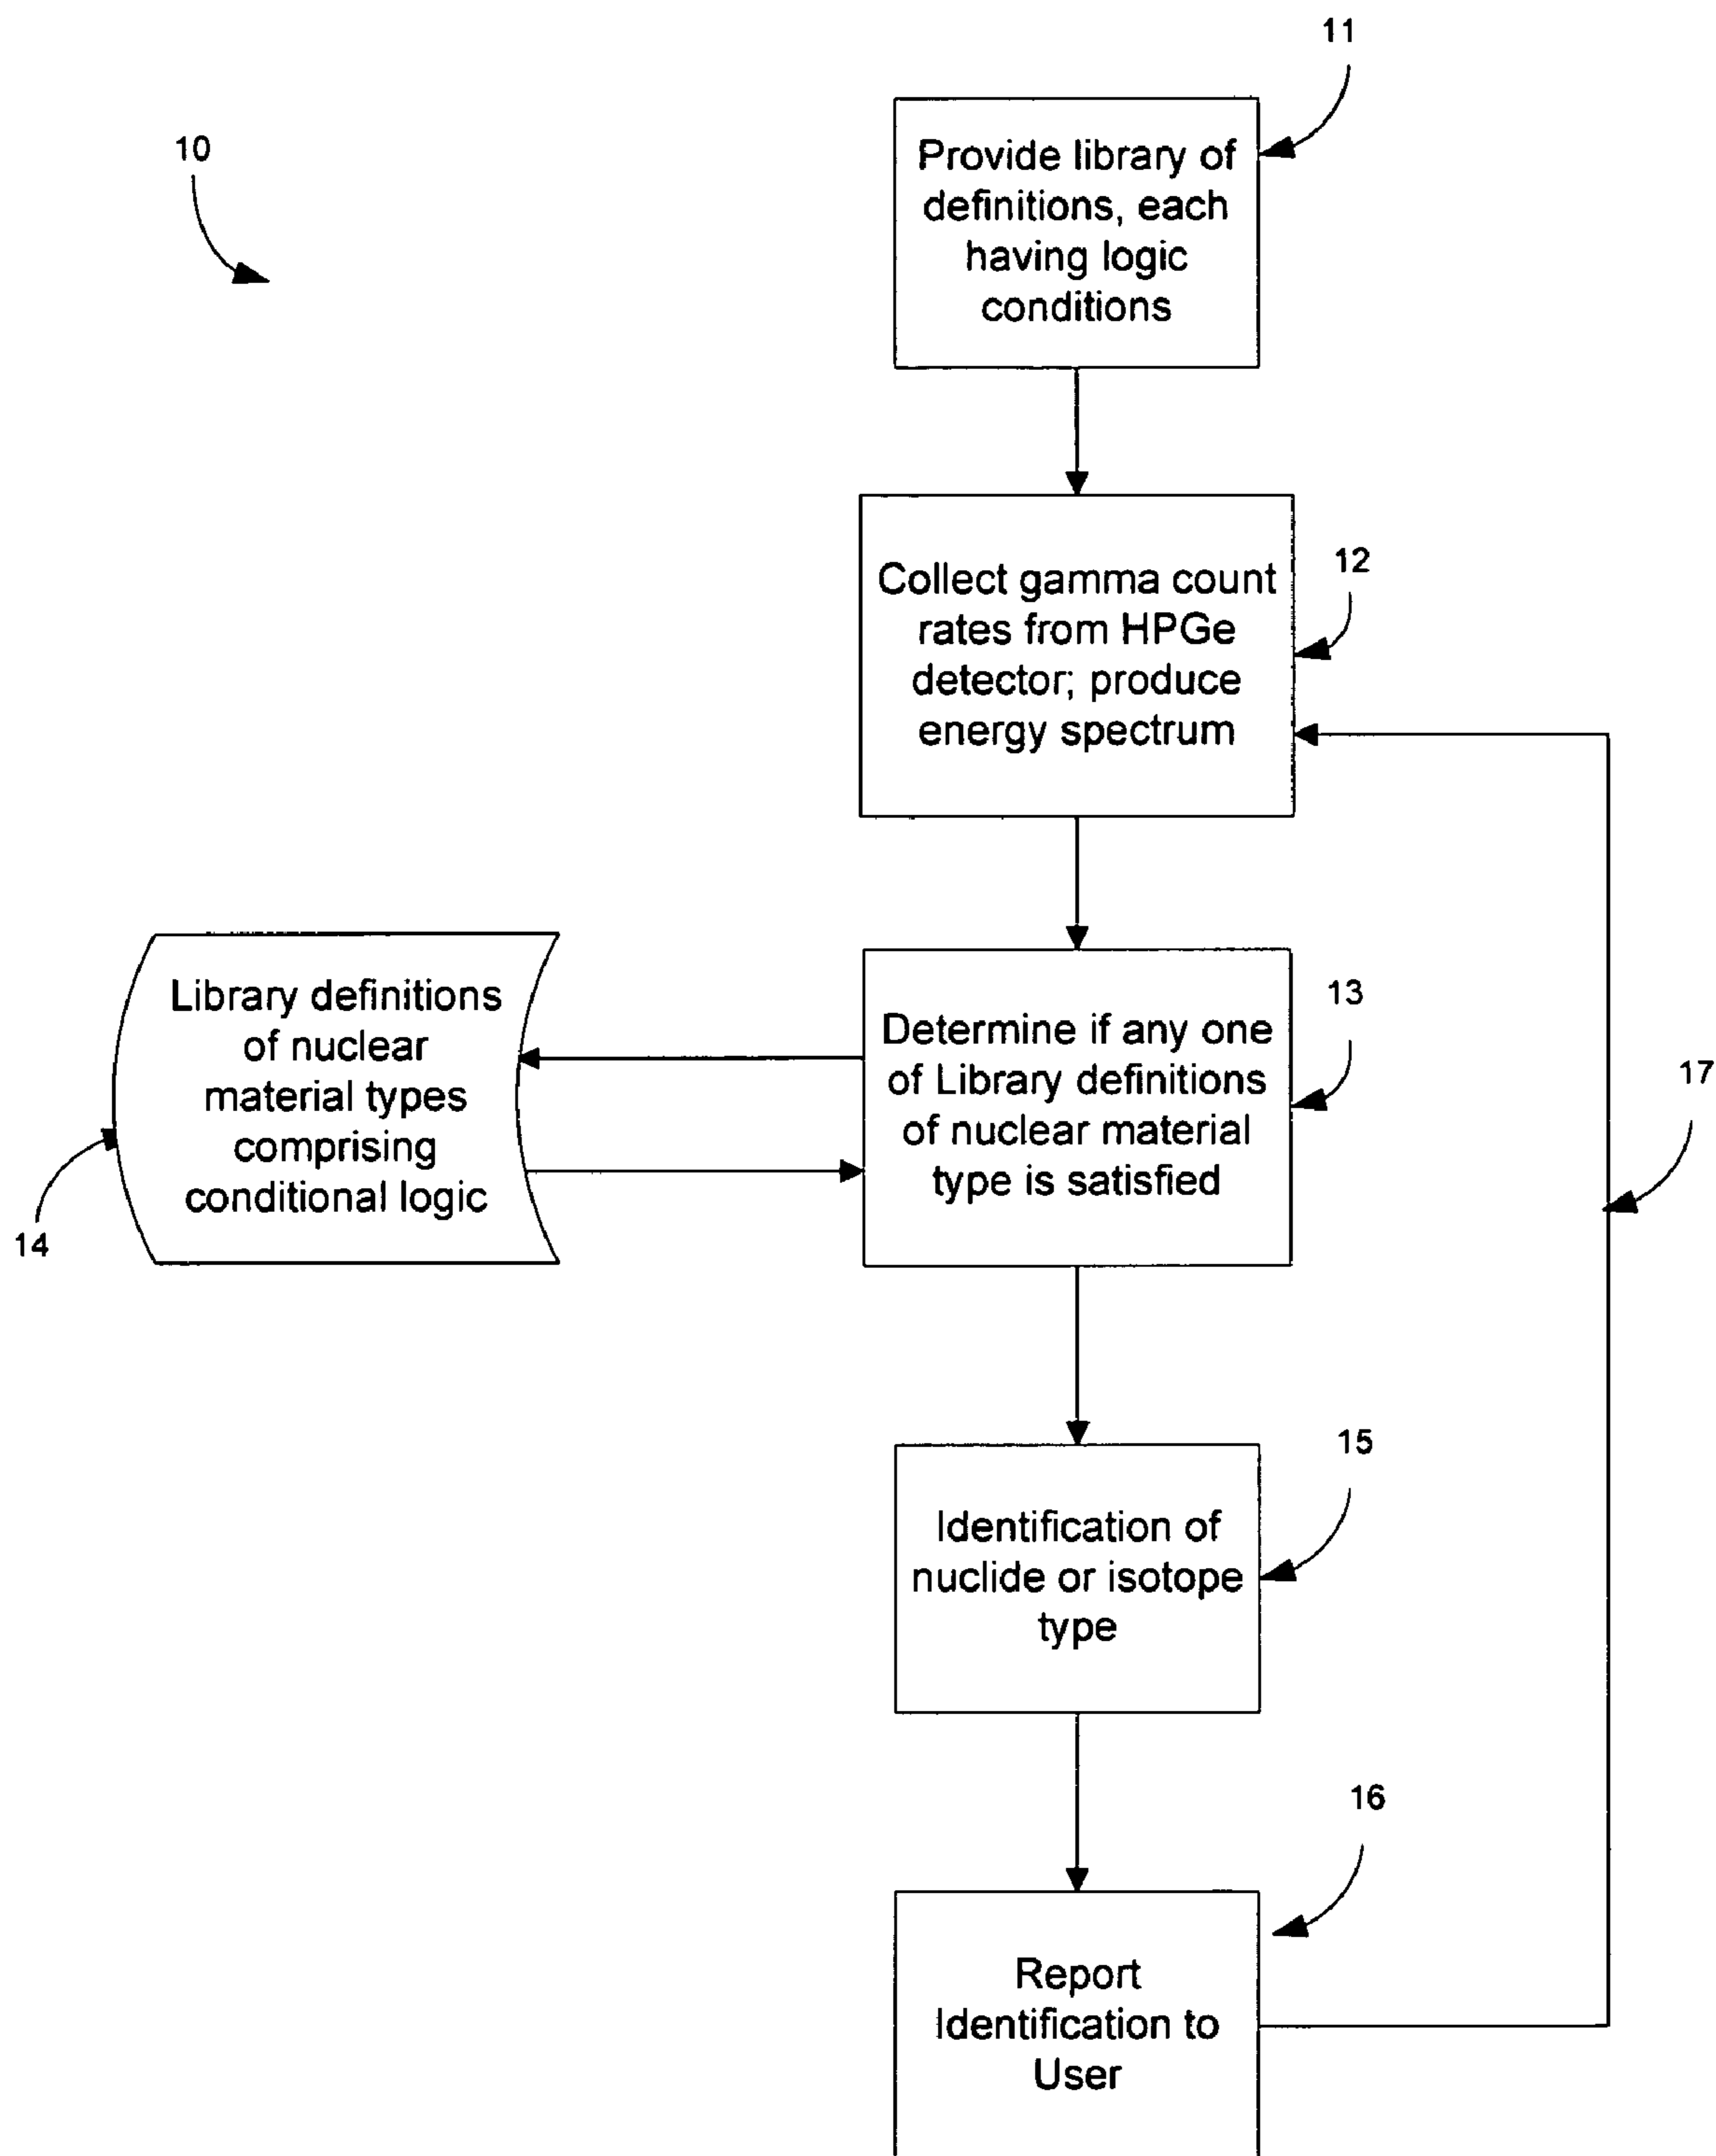 11
10
Provide library of
definitions, each
having logic
conditions
12
Collect gamma count
rates from HPGe
detector; produce
energy spectrum
13
Library definitions
of nuclear
material types
comprising
conditional logic
14
Determine if any one
of Library definitions
of nuclear material
type is satisfied
17
15
Identification of
nuclide or isotope
type
16
Report
Identification to
User